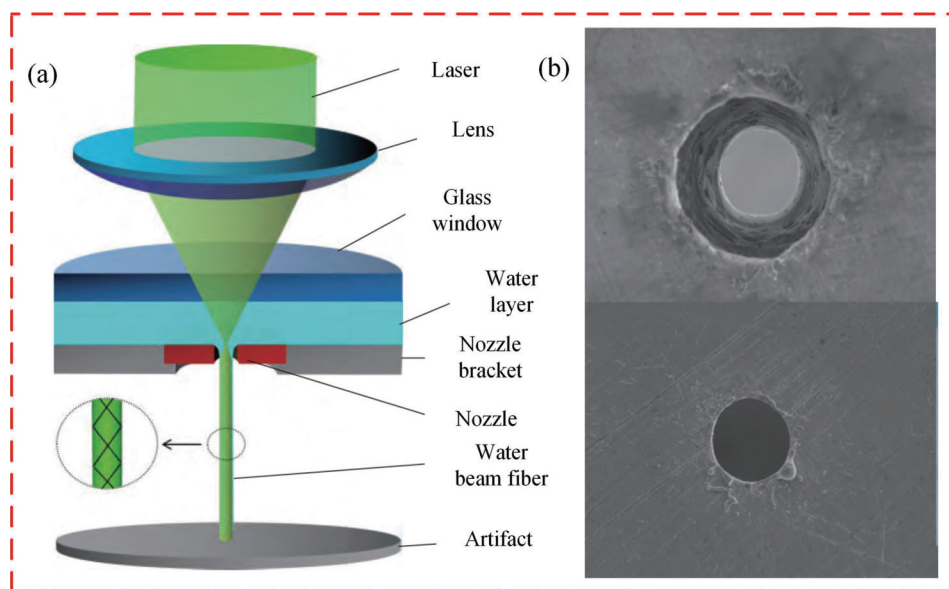 (a)
Laser
Lens
Glass
window
Water
layer
Nozzle
bracket
Nozzle
Water
beam fiber
Artifact
(b)